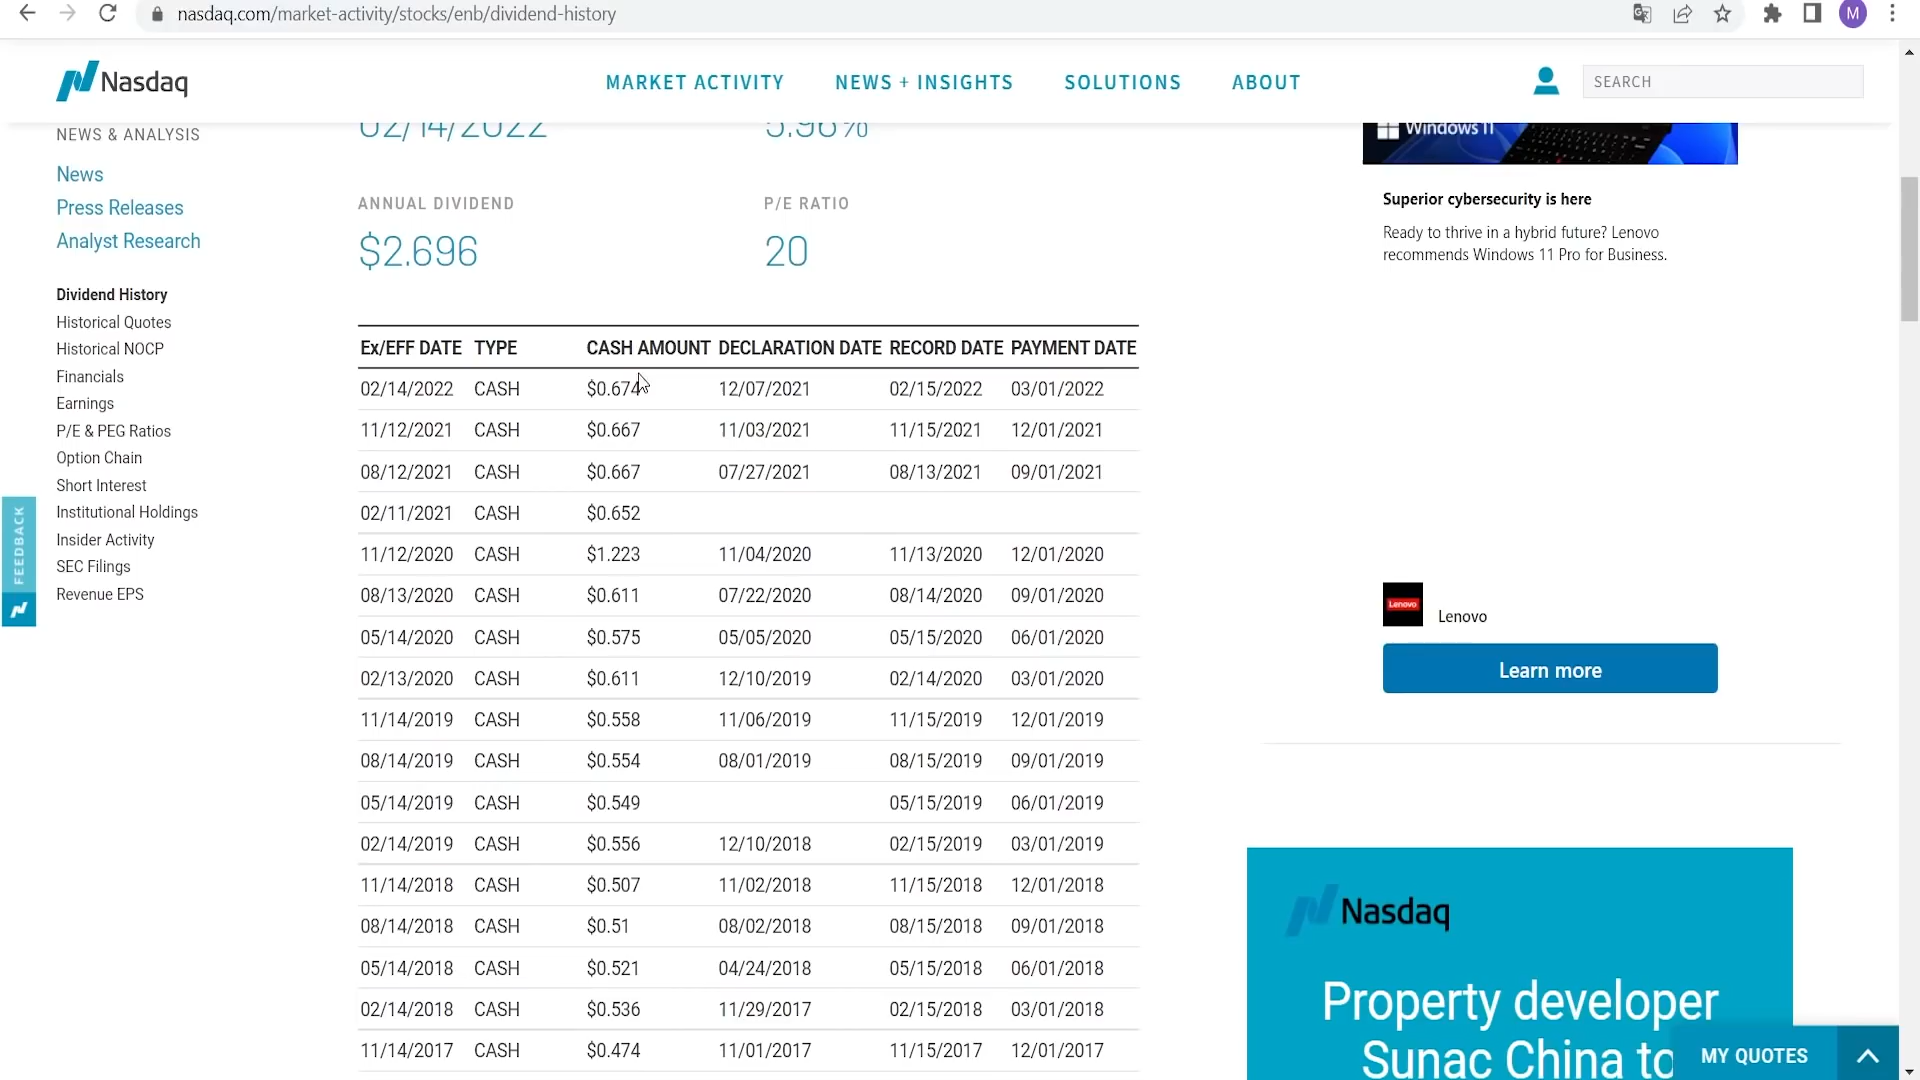 nasdaq.com/market-activity/stocks/enb/dividend-history
M
Nasdaq
MARKET ACTIVITY NEWS + INSIGHTS SOLUTIONS ABOUT
SEARCH
NEWS & ANALYSIS
News
Press Releases
Analyst Research
Dividend History
Historical Quotes
Historical NOCP
Financials
Earnings
P/E & PEG Ratios
Option Chain
Short Interest
Institutional Holdings
Insider Activity
SEC Filings
Revenue EPS
FEEDBACK
02/14/2022 5.96%
ANNUAL DIVIDEND P/E RATIO
$2.696 20
Ex/EFF DATE TYPE CASH AMOUNT DECLARATION DATE RECORD DATE PAYMENT DATE
02/14/2022 CASH $0.674 12/07/2021 02/15/2022 03/01/2022
11/12/2021 CASH $0.667 11/03/2021 11/15/2021 12/01/2021
08/12/2021 CASH $0.667 07/27/2021 08/13/2021 09/01/2021
02/11/2021 CASH $0.652
11/12/2020 CASH $1.223 11/04/2020 11/13/2020 12/01/2020
08/13/2020 CASH $0.611 07/22/2020 08/14/2020 09/01/2020
05/14/2020 CASH $0.575 05/05/2020 05/15/2020 06/01/2020
02/13/2020 CASH $0.611 12/10/2019 02/14/2020 03/01/2020
11/14/2019 CASH $0.558 11/06/2019 11/15/2019 12/01/2019
08/14/2019 CASH $0.554 08/01/2019 08/15/2019 09/01/2019
05/14/2019 CASH $0.549 05/15/2019 06/01/2019
02/14/2019 CASH $0.556 12/10/2018 02/15/2019 03/01/2019
11/14/2018 CASH $0.507 11/02/2018 11/15/2018 12/01/2018
08/14/2018 CASH $0.51 08/02/2018 08/15/2018 09/01/2018
05/14/2018 CASH $0.521 04/24/2018 05/15/2018 06/01/2018
02/14/2018 CASH $0.536 11/29/2017 02/15/2018 03/01/2018
11/14/2017 CASH $0.474 11/01/2017 11/15/2017 12/01/2017
Windows 11
Superior cybersecurity is here
Ready to thrive in a hybrid future? Lenovo
recommends Windows 11 Pro for Business.
Lenovo
Lenovo
Learn more
Nasdaq
Property developer
Sunac China to
MY QUOTES